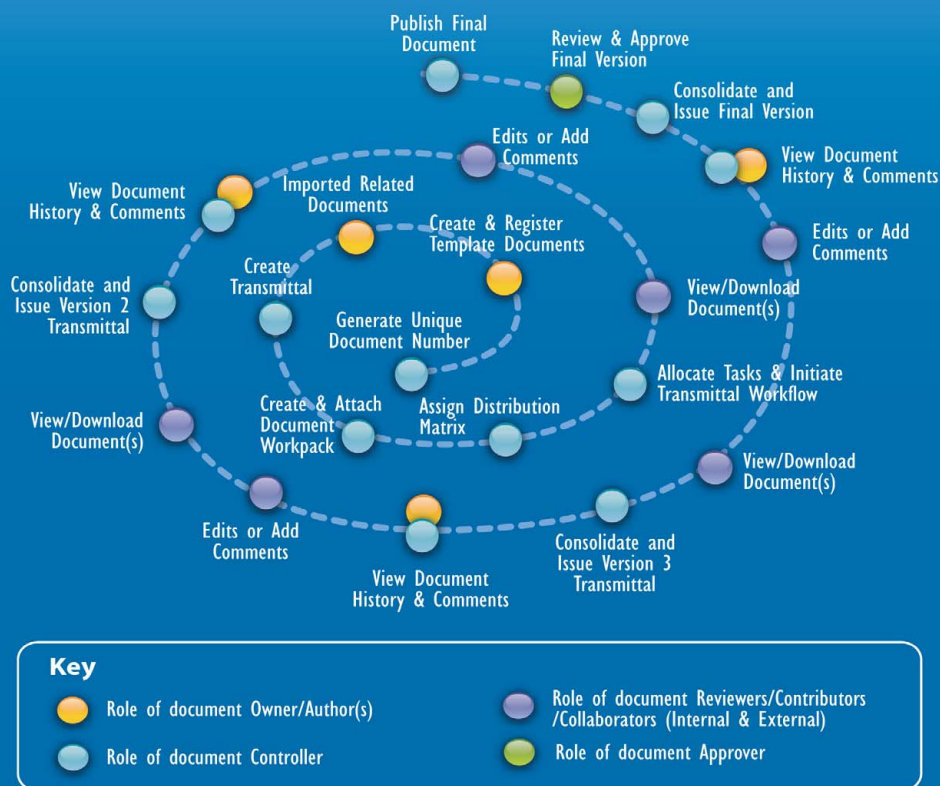 Publish Final
Document
Review & Approve
Final Version
Consolidate and
Issue Final Version
View Document
History & Comments
Edits or Add
Comments
View/Download
Document(s)
Consolidate and
Issue Version 3
Transmittal
View Document
History & Comments
Edits or Add
Comments
View/Download
Document(s)
Consolidate and
Issue Version 2
Transmittal
View Document
History & Comments
Edits or Add
Comments
View/Download
Document(s)
Allocate Tasks & Initiate
Transmittal Workflow
Assign Distribution
Matrix
Create & Attach
Document
Workpack
Create
Transmittal
Imported Related
Documents
Create & Register
Template Documents
Generate Unique
Document Number
Key
Role of document Owner/Author(s)
Role of document Controller
Role of document Reviewers/Contributors
/Collaborators (Internal & External)
Role of document Approver